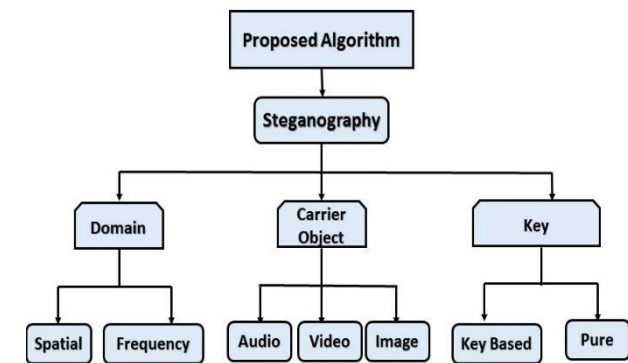 Proposed Algorithm
Steganography
Domain
Carrier
Object
Key
Spatial
Frequency
Audio
Video
Image
Key Based
Pure